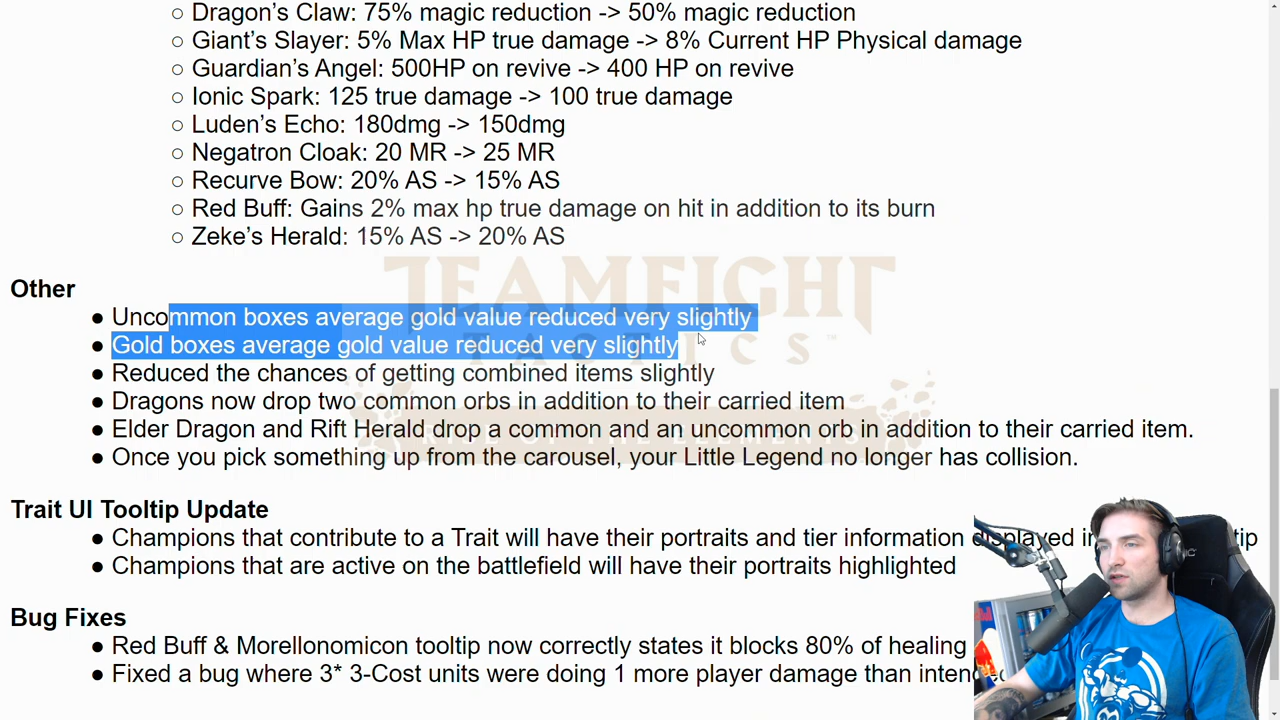 ○ Dragon's Claw: 75% magic reduction -> 50% magic reduction
○ Giant's Slayer: 5% Max HP true damage -> 8% Current HP Physical damage
○ Guardian's Angel: 500HP on revive -> 400 HP on revive
○ Ionic Spark: 125 true damage -> 100 true damage
○ Luden's Echo: 180dmg -> 150dmg
○ Negatron Cloak: 20 MR -> 25 MR
○ Recurve Bow: 20% AS -> 15% AS
○ Red Buff: Gains 2% max hp true damage on hit in addition to its burn
○ Zeke's Herald: 15% AS -> 20% AS
TEAMFIGHT
TACTICS™
RISE OF THE ELEMENTS
Other
● Uncommon boxes average gold value reduced very slightly
● Gold boxes average gold value reduced very slightly
● Reduced the chances of getting combined items slightly
● Dragons now drop two common orbs in addition to their carried item
● Elder Dragon and Rift Herald drop a common and an uncommon orb in addition to their carried item.
● Once you pick something up from the carousel, your Little Legend no longer has collision.
Trait UI Tooltip Update
● Champions that contribute to a Trait will have their portraits and tier information displayed
● Champions that are active on the battlefield will have their portraits highlighted
Bug Fixes
● Red Buff & Morellonomicon tooltip now correctly states it blocks 80% of healing
● Fixed a bug where 3* 3-Cost units were doing 1 more player damage than